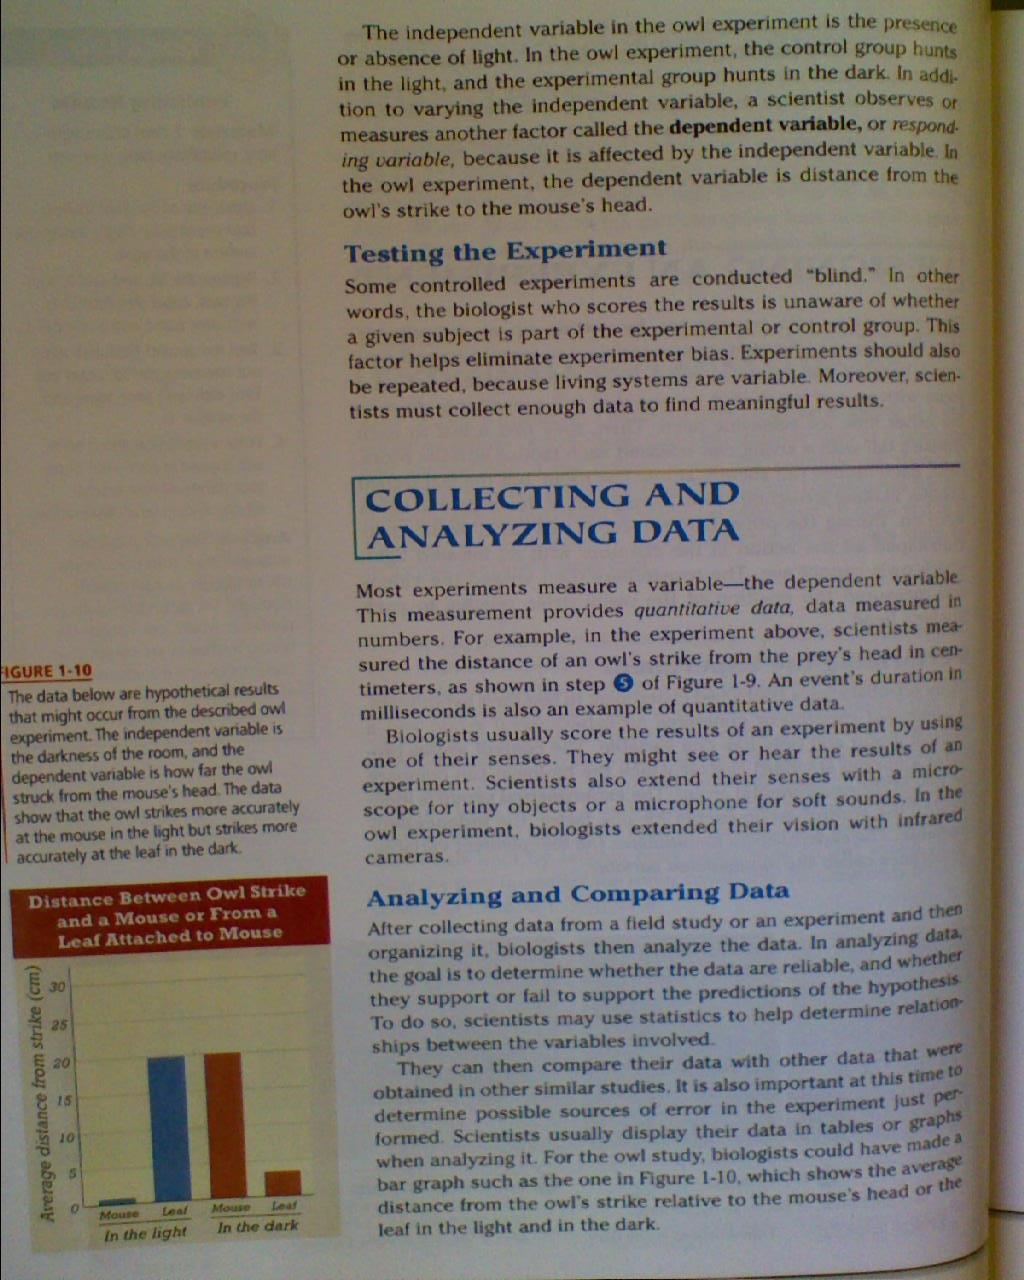 The independent variable in the owl experiment is the presence
or absence of light. In the owl experiment, the control group hunts
in the light, and the experimental group hunts in the dark. In addi-
tion to varying the independent variable, a scientist observes or
measures another factor called the dependent variable, or respond-
ing variable, because it is affected by the independent variable. In
the owl experiment, the dependent variable is distance from the
owl's strike to the mouse's head.
Testing the Experiment
Some controlled experiments are conducted "blind." In other
words, the biologist who scores the results is unaware of whether
a given subject is part of the experimental or control group. This
factor helps eliminate experimenter bias. Experiments should also
be repeated, because living systems are variable. Moreover, scien-
tists must collect enough data to find meaningful results.
COLLECTING AND
ANALYZING DATA
Most experiments measure a variable—the dependent variable.
This measurement provides quantitative data, data measured in
numbers. For example, in the experiment above, scientists mea-
sured the distance of an owl's strike from the prey's head in cen-
timeters, as shown in step 5 of Figure 1-9. An event's duration in
milliseconds is also an example of quantitative data.
Biologists usually score the results of an experiment by using
one of their senses. They might see or hear the results of an
experiment. Scientists also extend their senses with a micro-
scope for tiny objects or a microphone for soft sounds. In the
owl experiment, biologists extended their vision with infrared
cameras.
Analyzing and Comparing Data
After collecting data from a field study or an experiment and then
organizing it, biologists then analyze the data. In analyzing data,
the goal is to determine whether the data are reliable, and whether
they support or fail to support the predictions of the hypothesis.
To do so, scientists may use statistics to help determine relation-
ships between the variables involved.
They can then compare their data with other data that were
obtained in other similar studies. It is also important at this time to
determine possible sources of error in the experiment just per-
formed. Scientists usually display their data in tables or graphs
when analyzing it. For the owl study, biologists could have made a
bar graph such as the one in Figure 1-10, which shows the average
distance from the owl's strike relative to the mouse's head or the
leaf in the light and in the dark.
FIGURE 1-10
The data below are hypothetical results
that might occur from the described owl
experiment. The independent variable is
the darkness of the room, and the
dependent variable is how far the owl
struck from the mouse's head. The data
show that the owl strikes more accurately
at the mouse in the light but strikes more
accurately at the leaf in the dark.
Distance Between Owl Strike
and a Mouse or From a
Leaf Attached to Mouse
Average distance from strike (cm)
30
25
20
15
10
5
0
Mouse Leaf Mouse Leaf
In the light In the dark